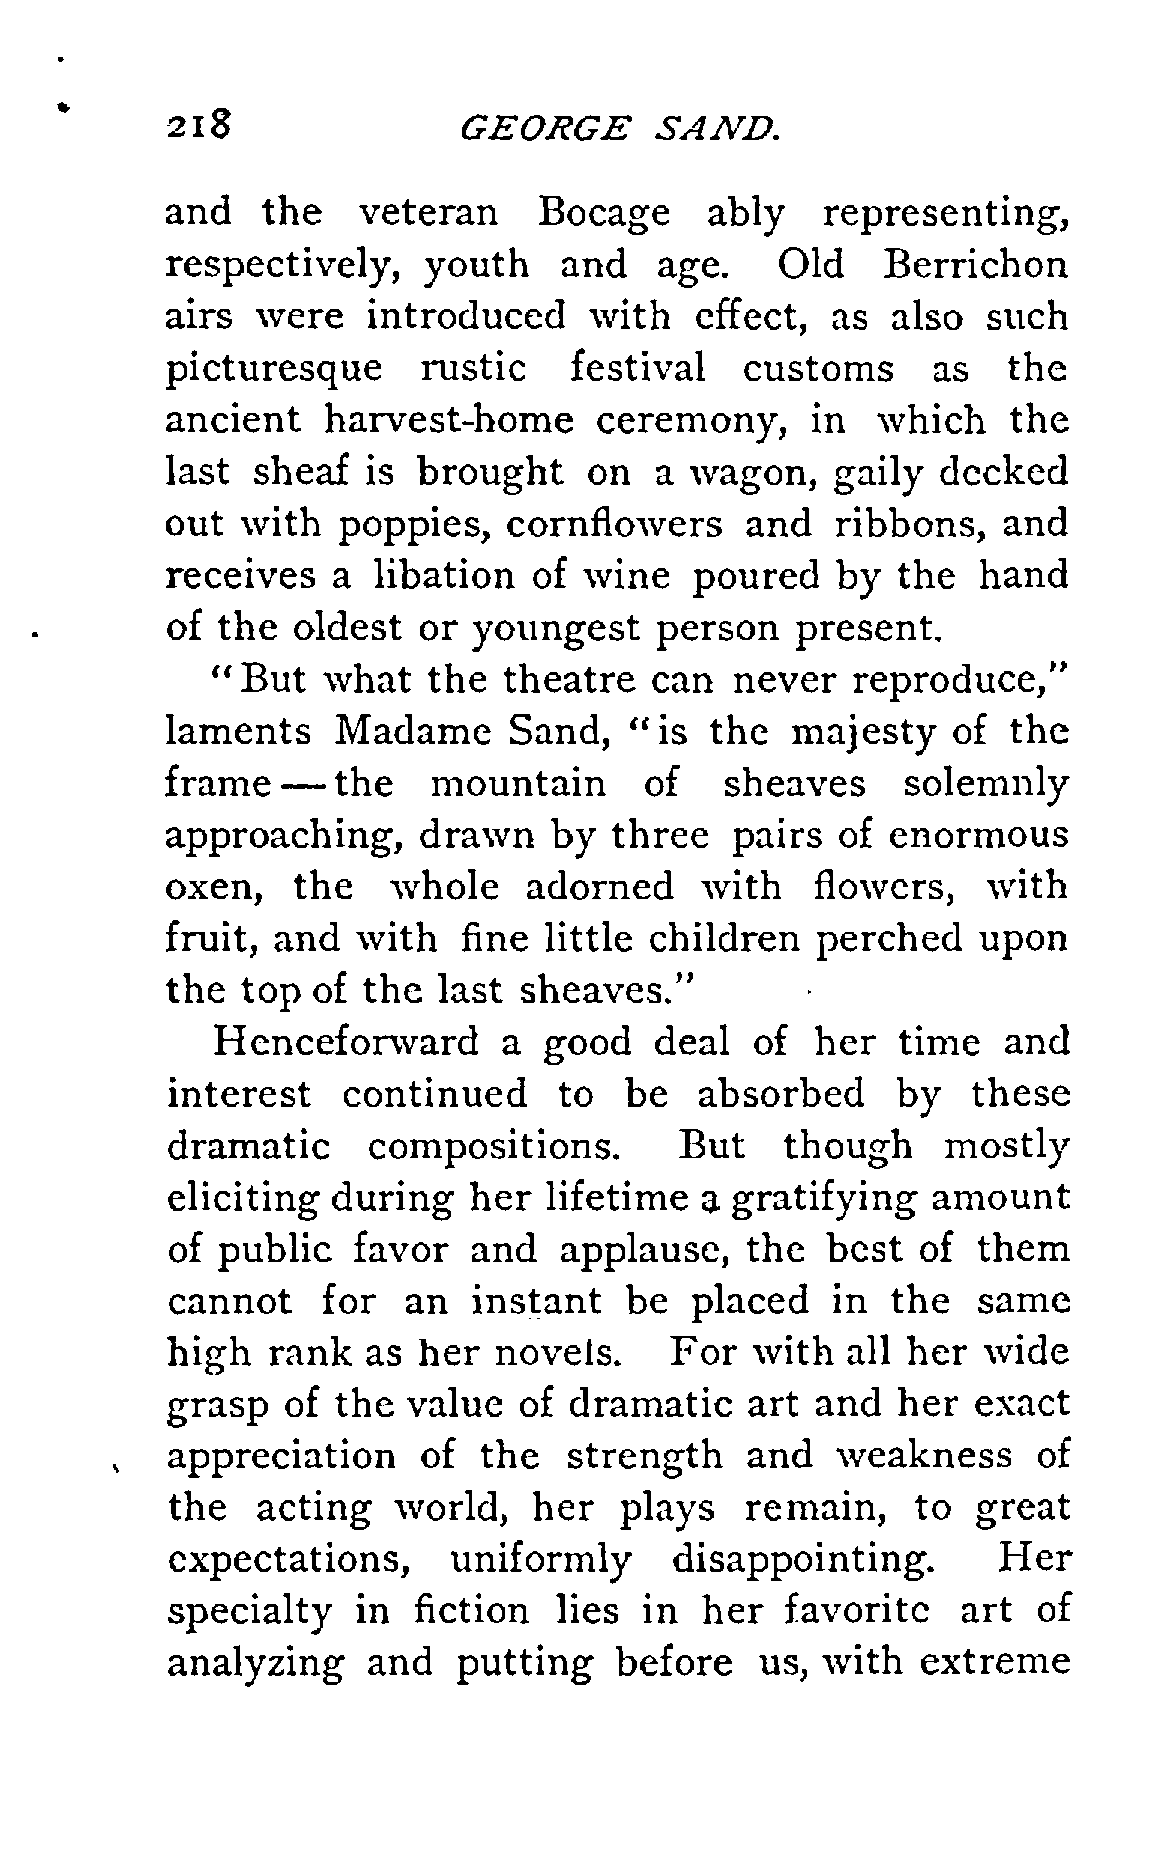 218 GEORGE SAND.
and the veteran Bocage ably representing,
respectively, youth and age. Old Berrichon
airs were introduced with effect, as also such
picturesque rustic festival customs as the
ancient harvest-home ceremony, in which the
last sheaf is brought on a wagon, gaily decked
out with poppies, cornflowers and ribbons, and
receives a libation of wine poured by the hand
of the oldest or youngest person present.
"But what the theatre can never reproduce,"
laments Madame Sand, "is the majesty of the
frame — the mountain of sheaves solemnly
approaching, drawn by three pairs of enormous
oxen, the whole adorned with flowers, with
fruit, and with fine little children perched upon
the top of the last sheaves."
Henceforward a good deal of her time and
interest continued to be absorbed by these
dramatic compositions. But though mostly
eliciting during her lifetime a gratifying amount
of public favor and applause, the best of them
cannot for an instant be placed in the same
high rank as her novels. For with all her wide
grasp of the value of dramatic art and her exact
appreciation of the strength and weakness of
the acting world, her plays remain, to great
expectations, uniformly disappointing. Her
specialty in fiction lies in her favorite art of
analyzing and putting before us, with extreme